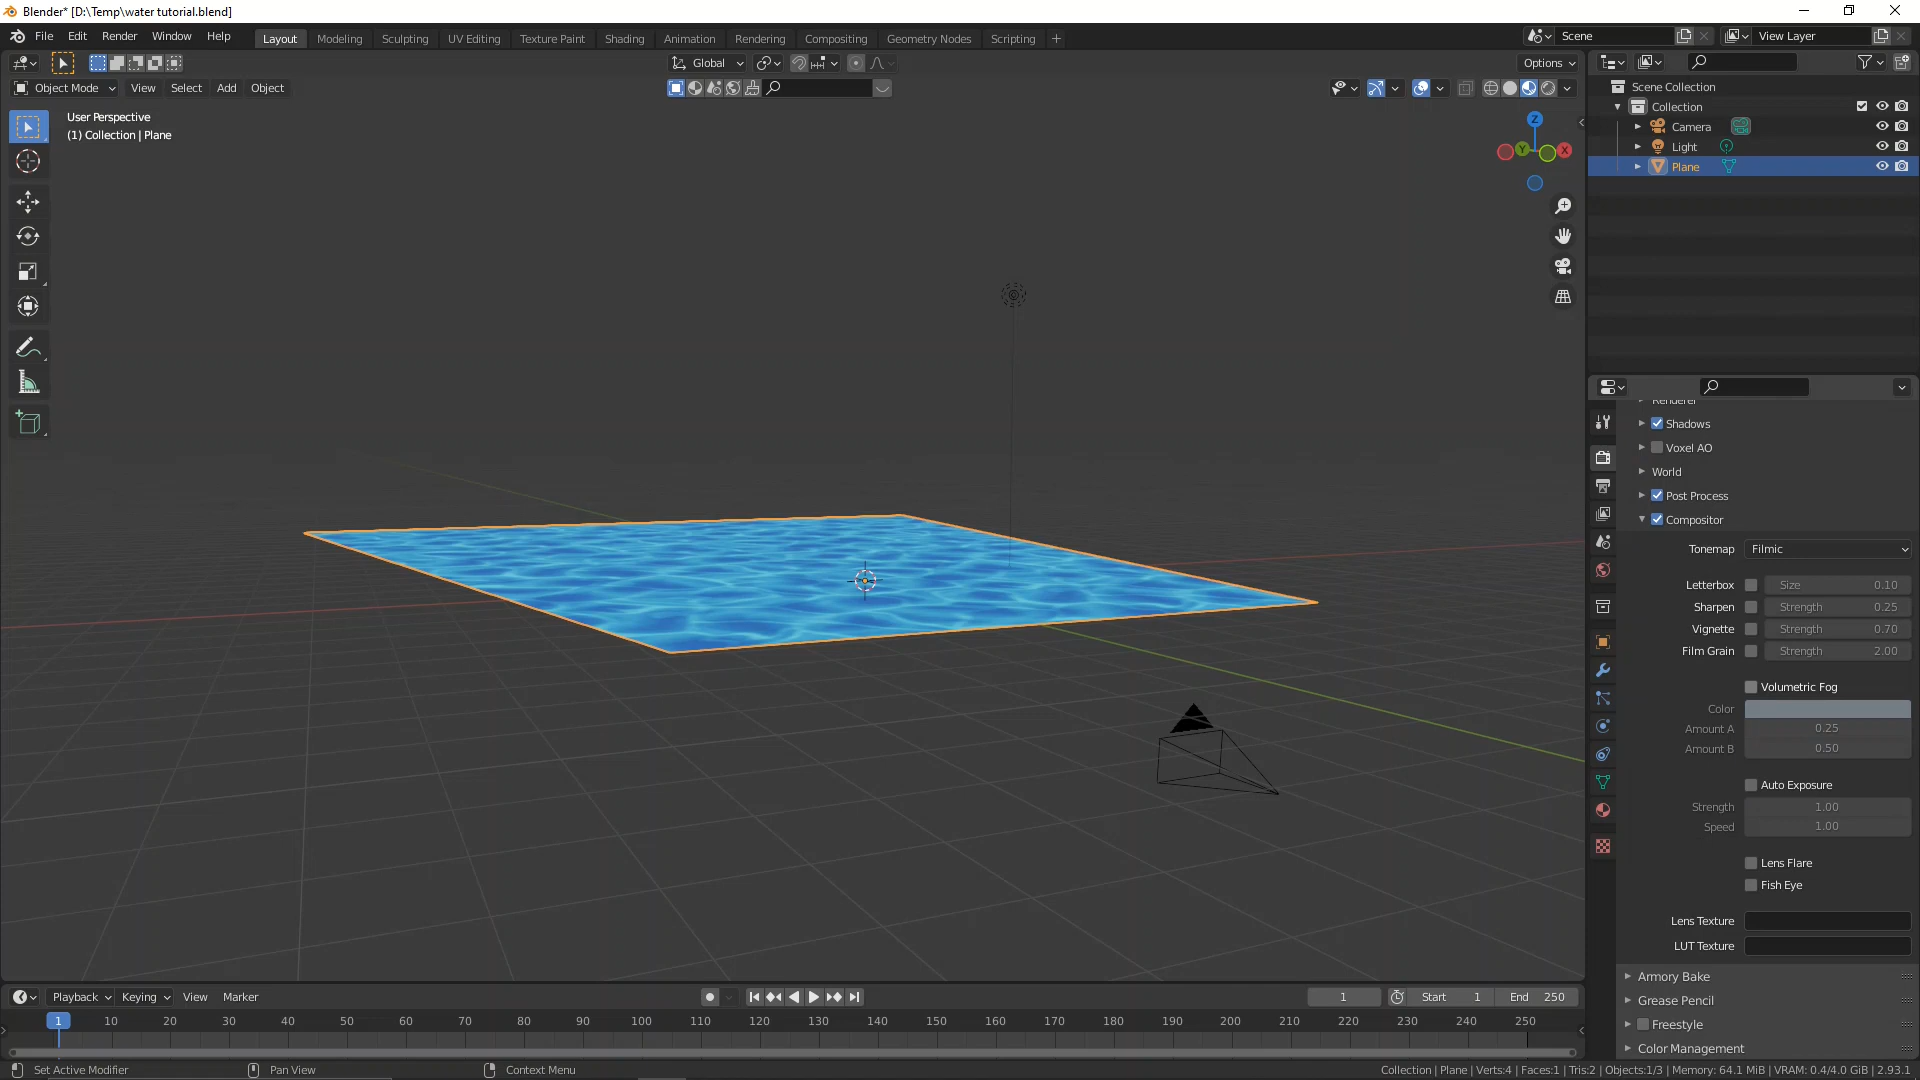 Blender* [D:\Temp\water tutorial.blend]
File Edit Render Window Help
Layout Modeling Sculpting UV Editing Texture Paint Shading Animation Rendering Compositing Geometry Nodes Scripting +
Scene
View Layer
Global
Options
Object Mode View Select Add Object
User Perspective
(1) Collection | Plane
Z
Y
X
Scene Collection
Collection
Camera
Light
Plane
Renderer
Shadows
Voxel AO
World
Post Process
Compositor
Tonemap Filmic
Letterbox Size 0.10
Sharpen Strength 0.25
Vignette Strength 0.70
Film Grain Strength 2.00
Volumetric Fog
Color
Amount A 0.25
Amount B 0.50
Auto Exposure
Strength 1.00
Speed 1.00
Lens Flare
Fish Eye
Lens Texture
LUT Texture
Armory Bake
Grease Pencil
Freestyle
Color Management
Playback Keying View Marker
1 Start 1 End 250
1 10 20 30 40 50 60 70 80 90 100 110 120 130 140 150 160 170 180 190 200 210 220 230 240 250
Set Active Modifier Pan View Context Menu
Collection | Plane | Verts:4 | Faces:1 | Tris:2 | Objects:1/3 | Memory: 64.1 MiB | VRAM: 0.4/4.0 GiB | 2.93.1